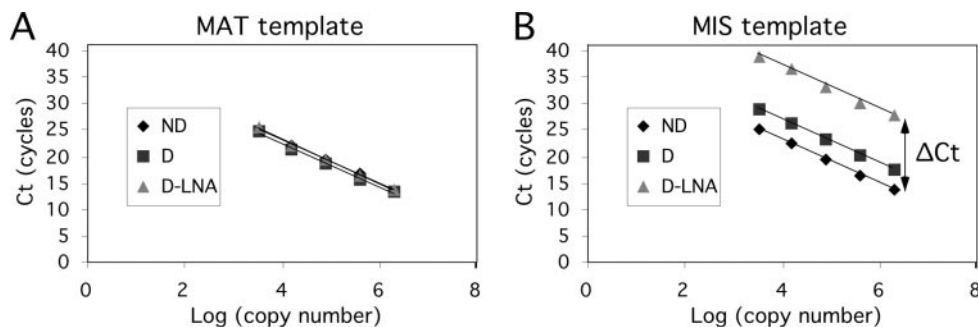 A
MAT template
40
35
30
25
20
15
10
5
0
Ct (cycles)
ND
D
D-LNA
0 2 4 6 8
Log (copy number)
B
MIS template
40
35
30
25
20
15
10
5
0
Ct (cycles)
ND
D
D-LNA
ΔCt
0 2 4 6 8
Log (copy number)